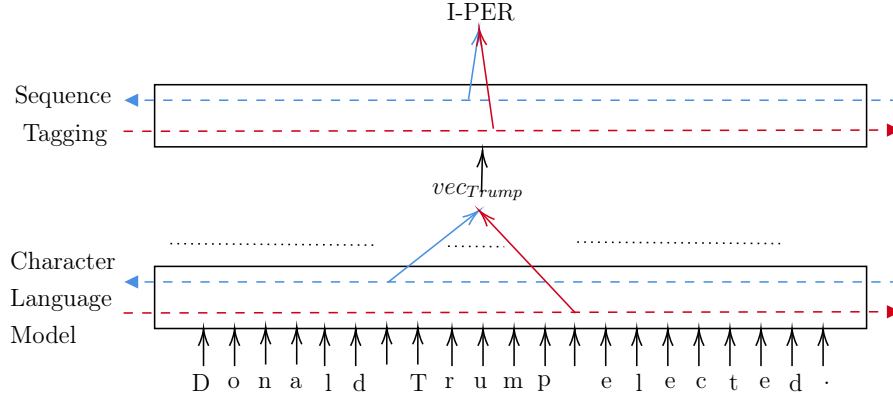 I-PER
Sequence
Tagging
vec_Trump
Character
Language
Model
D o n a l d T r u m p e l e c t e d .